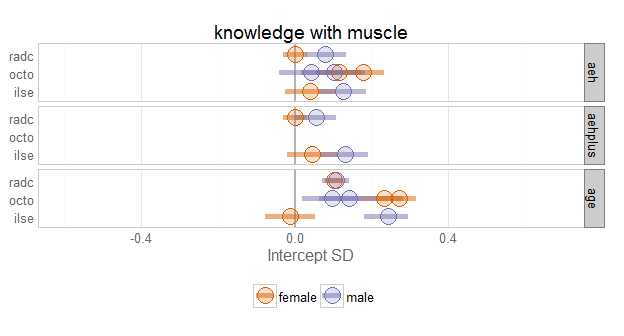 knowledge with muscle
radc
octo
ilse
aeh
radc
octo
ilse
aehplus
radc
octo
ilse
age
-0.4 0.0 0.4
Intercept SD
female male